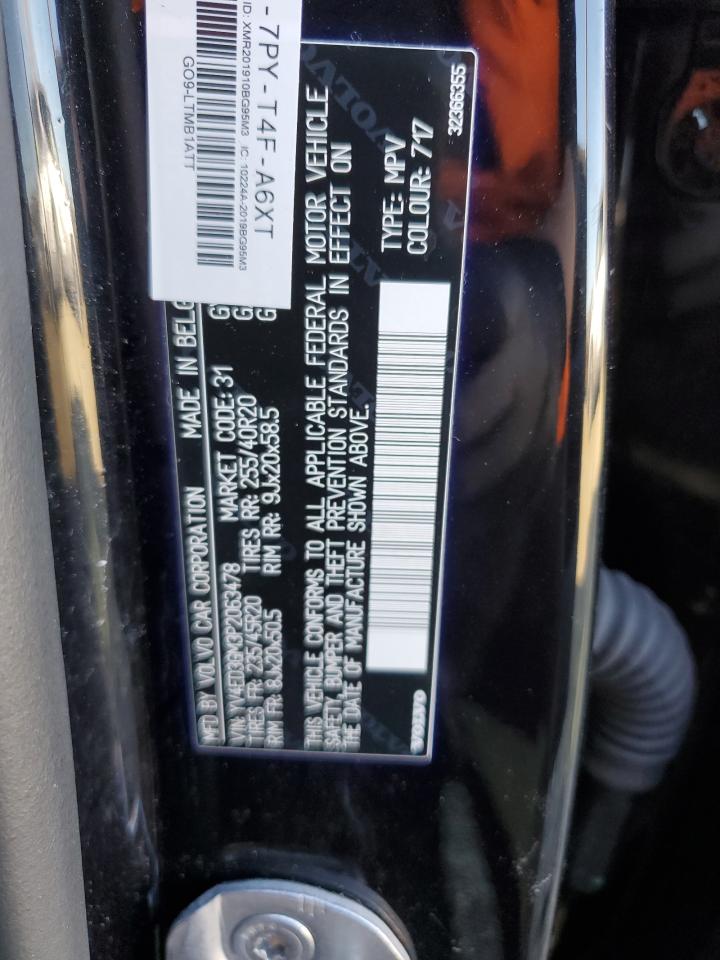 - 7PY-T4F-A6XT
ID: XMR201910BG95M3 IC: 10224A-2019BG95M3
GO9-LTMB1ATT
MFD BY VOLVO CAR CORPORATION MADE IN BELG
VIN: YV4ED3GM3P2063478 MARKET CODE: 31
TIRES FR: 235/45R20 TIRES RR: 255/40R20
RIM FR: 8Jx20x50.5 RIM RR: 9Jx20x58.5
THIS VEHICLE CONFORMS TO ALL APPLICABLE FEDERAL MOTOR VEHICLE
SAFETY, BUMPER AND THEFT PREVENTION STANDARDS IN EFFECT ON
THE DATE OF MANUFACTURE SHOWN ABOVE.
TYPE: MPV
COLOUR: 717
VOLVO
32366355